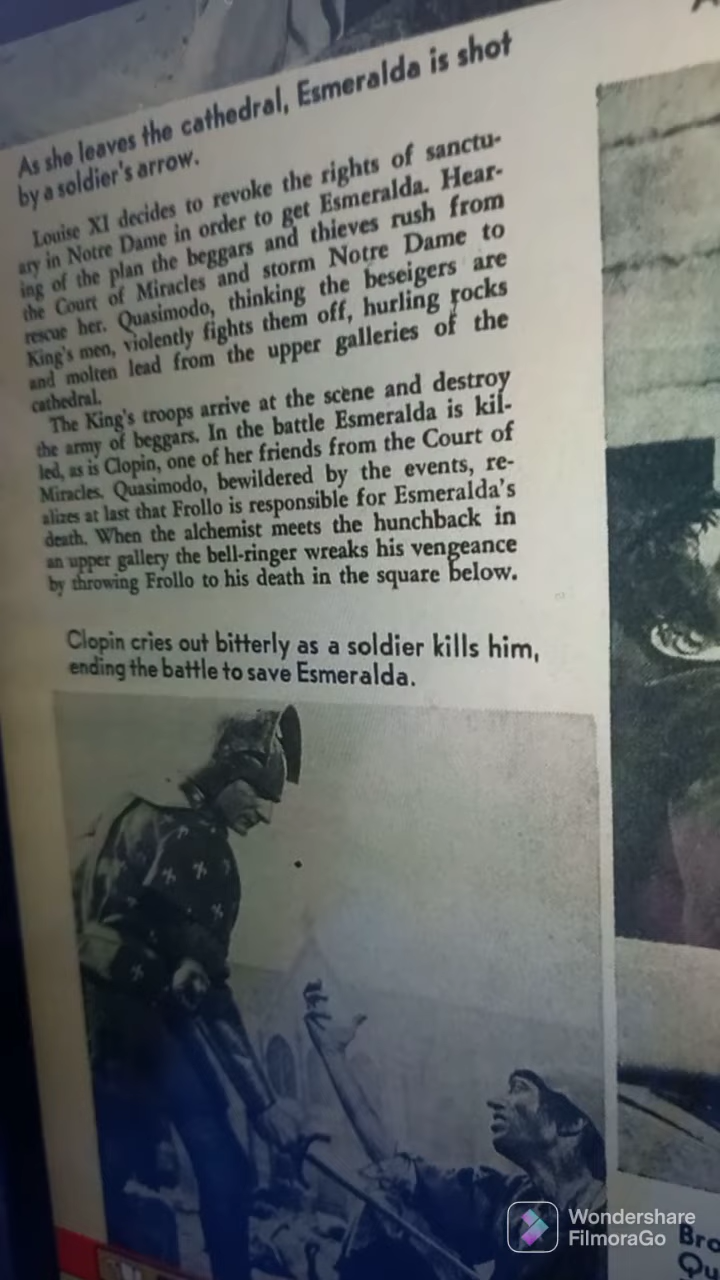 As she leaves the cathedral, Esmeralda is shot
by a soldier's arrow.
Louise XI decides to revoke the rights of sanctu-
ary in Notre Dame in order to get Esmeralda. Hear-
ing of the plan the beggars and thieves rush from
the Court of Miracles and storm Notre Dame to
rescue her. Quasimodo, thinking the beseigers are
King's men, violently fights them off, hurling rocks
and molten lead from the upper galleries of the
cathedral.
The King's troops arrive at the scene and destroy
the army of beggars. In the battle Esmeralda is kil-
led, as is Clopin, one of her friends from the Court of
Miracles. Quasimodo, bewildered by the events, re-
alizes at last that Frollo is responsible for Esmeralda's
death. When the alchemist meets the hunchback in
an upper gallery the bell-ringer wreaks his vengeance
by throwing Frollo to his death in the square below.
Clopin cries out bitterly as a soldier kills him,
ending the battle to save Esmeralda.
Wondershare
FilmoraGo
Bro
Qu